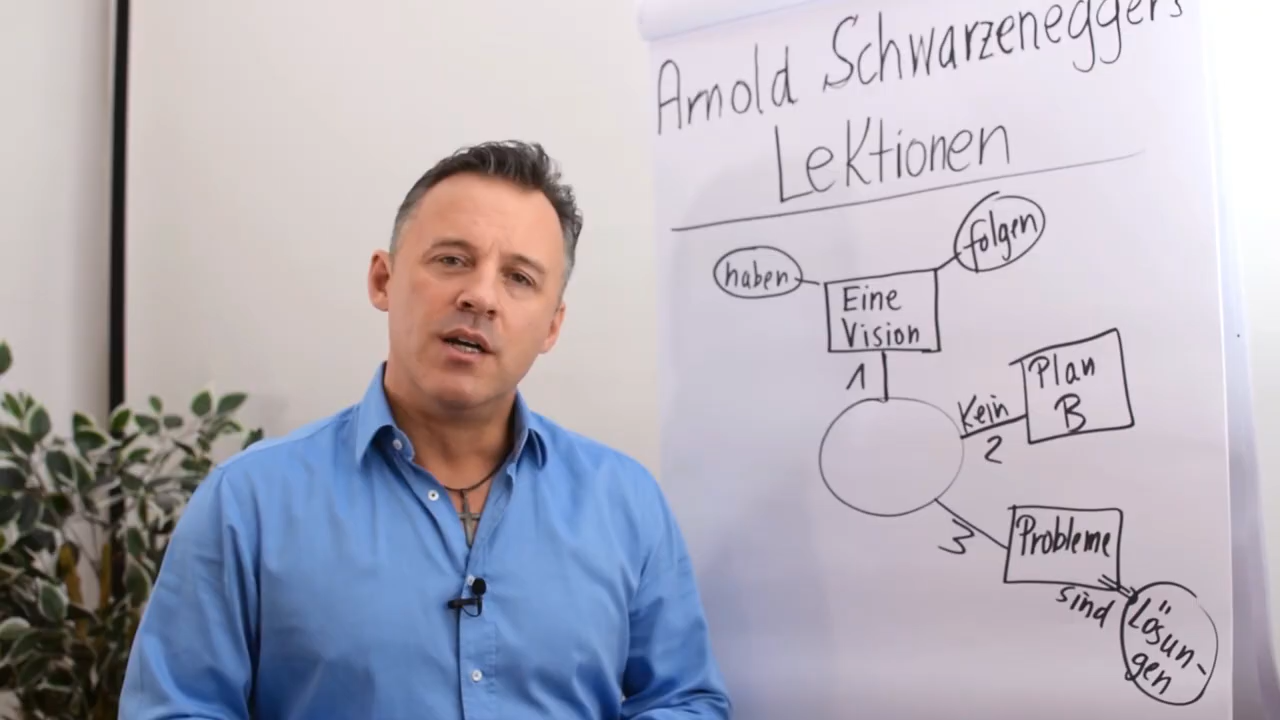 Arnold Schwarzeneggers
Lektionen
haben
folgen
Eine
Vision
1
Plan
B
Kein
2
3
Probleme
sind
Lösun-
gen